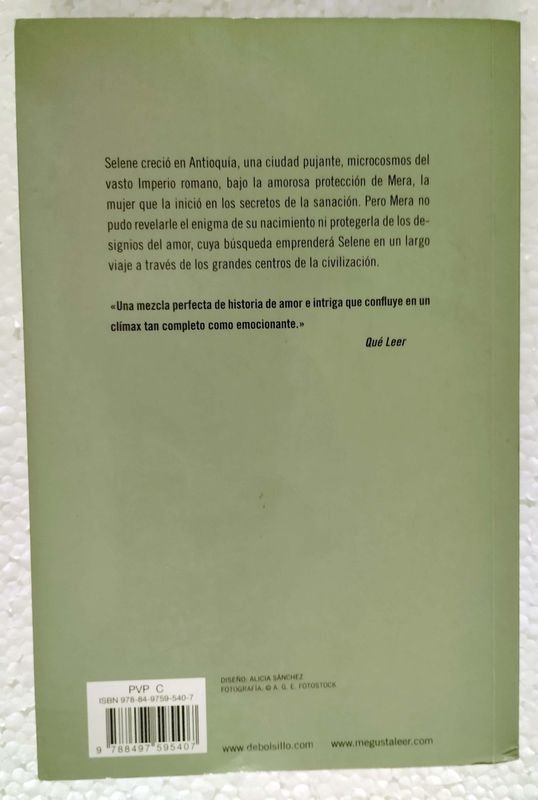 Selene creció en Antioquía, una ciudad pujante, microcosmos del
vasto Imperio romano, bajo la amorosa protección de Mera, la
mujer que la inició en los secretos de la sanación. Pero Mera no
pudo revelarle el enigma de su nacimiento ni protegerla de los de-
signios del amor, cuya búsqueda emprenderá Selene en un largo
viaje a través de los grandes centros de la civilización.
«Una mezcla perfecta de historia de amor e intriga que confluye en un
clímax tan completo como emocionante.»
Qué Leer
DISEÑO: ALICIA SÁNCHEZ
FOTOGRAFÍA: © A. G. E. FOTOSTOCK
PVP C
ISBN 978-84-9759-540-7
9 788497 595407
www.debolsillo.com www.megustaleer.com